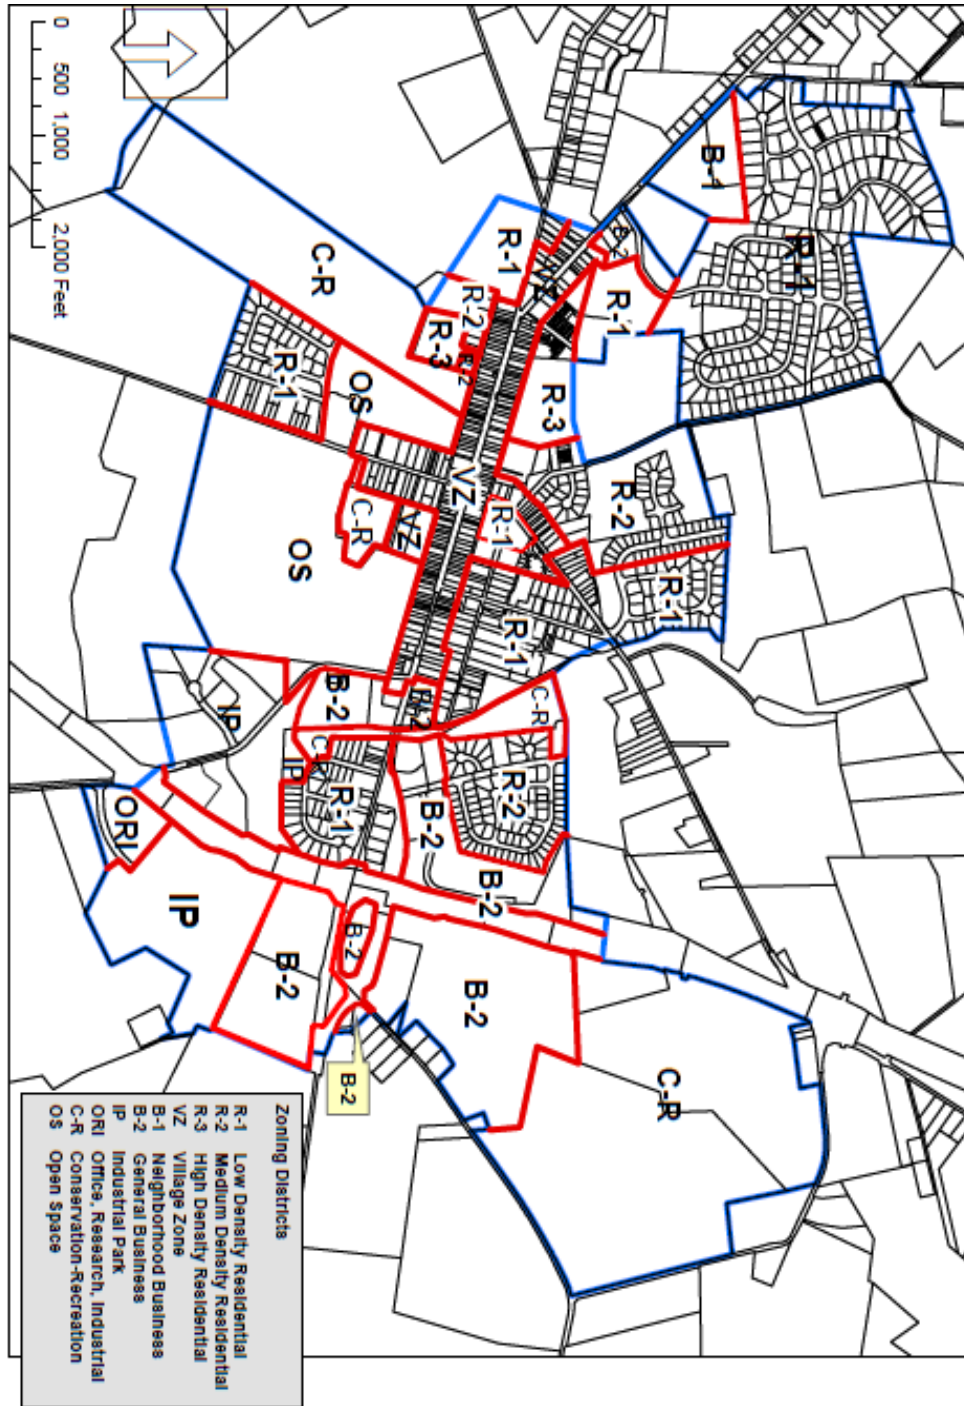 0 500 1,000 2,000 Feet
B-1
R-1
R-1
R-1
C-R
R-2
R-3
R-3
VZ
R-1
OS
R-2
VZ
R-1
C-R
VZ
R-1
OS
R-1
C-R
B-2
B-2
IP
R-2
IP
R-1
B-2
ORI
B-2
IP
B-2
B-2
B-2
C-R
B-2
Zoning Districts
R-1 Low Density Residential
R-2 Medium Density Residential
R-3 High Density Residential
VZ Village Zone
B-1 Neighborhood Business
B-2 General Business
IP Industrial Park
ORI Office, Research, Industrial
C-R Conservation-Recreation
OS Open Space